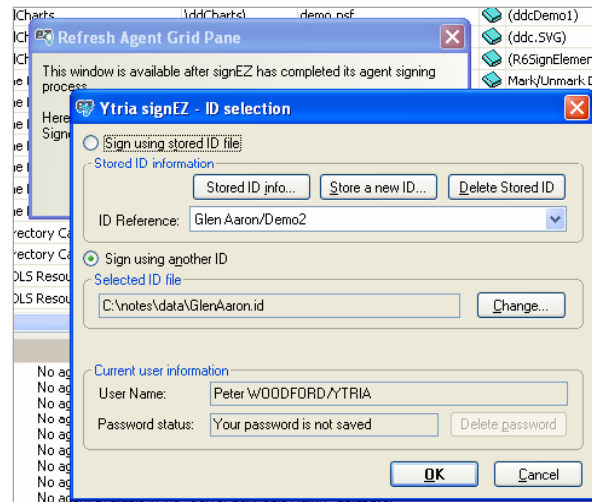 dCharts
\ddCharts\
demo.nsf
(ddcDemo1)
(ddc.SVG)
(R6SignElemen
Mark/Unmark D
Refresh Agent Grid Pane
This window is available after signEZ has completed its agent signing
process
Here
Signe
Ytria signEZ - ID selection
Sign using stored ID file
Stored ID information
Stored ID info...
Store a new ID...
Delete Stored ID
ID Reference:
Glen Aaron/Demo2
Sign using another ID
Selected ID file
C:\notes\data\GlenAaron.id
Change...
Current user information
User Name:
Peter WOODFORD/YTRIA
Password status:
Your password is not saved
Delete password
OK
Cancel
rectory Ca
rectory Ca
OLS Resou
OLS Resou
No ag
No ag
No ag
No ag
No ag
No ag
No ag
No ag